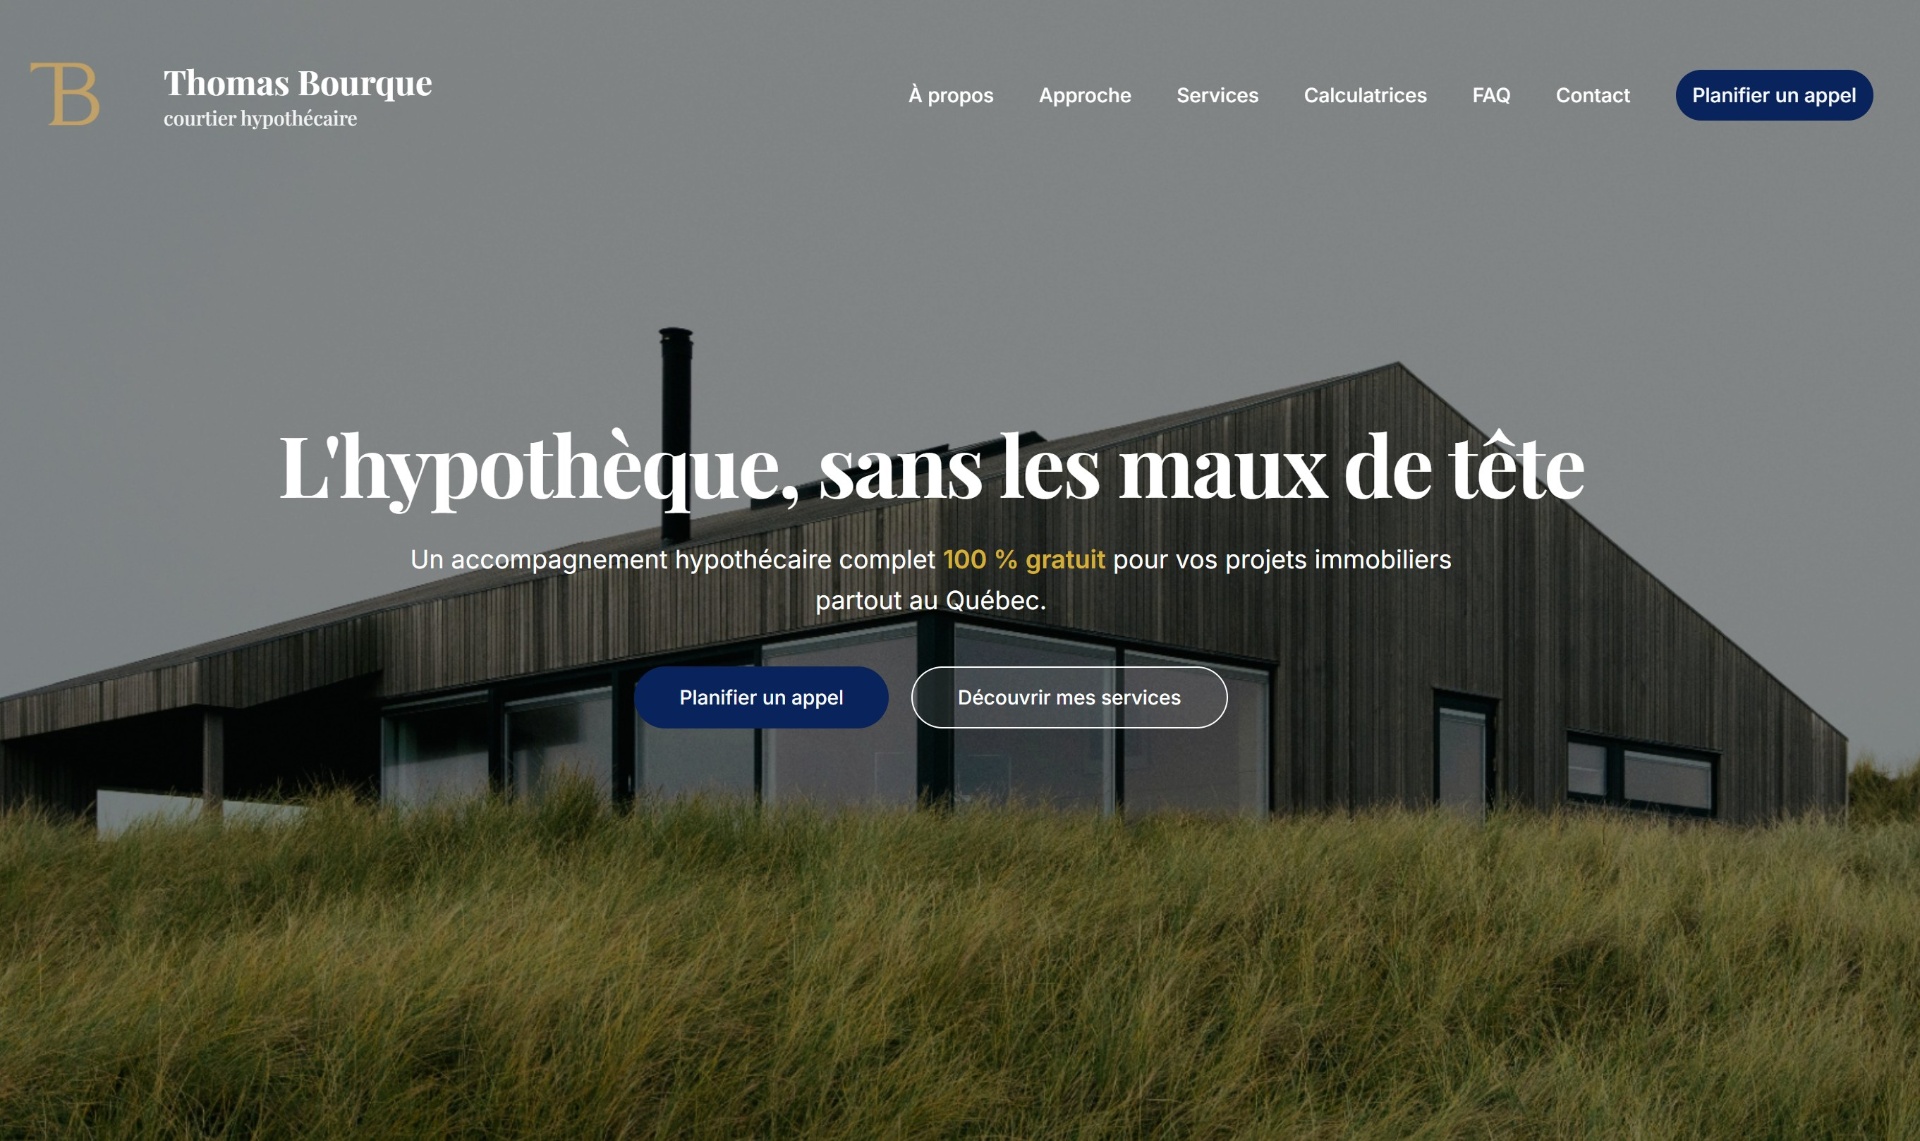 TB
Thomas Bourque
courtier hypothécaire
À propos
Approche
Services
Calculatrices
FAQ
Contact
Planifier un appel
L'hypothèque, sans les maux de tête
Un accompagnement hypothécaire complet 100 % gratuit pour vos projets immobiliers
partout au Québec.
Planifier un appel
Découvrir mes services